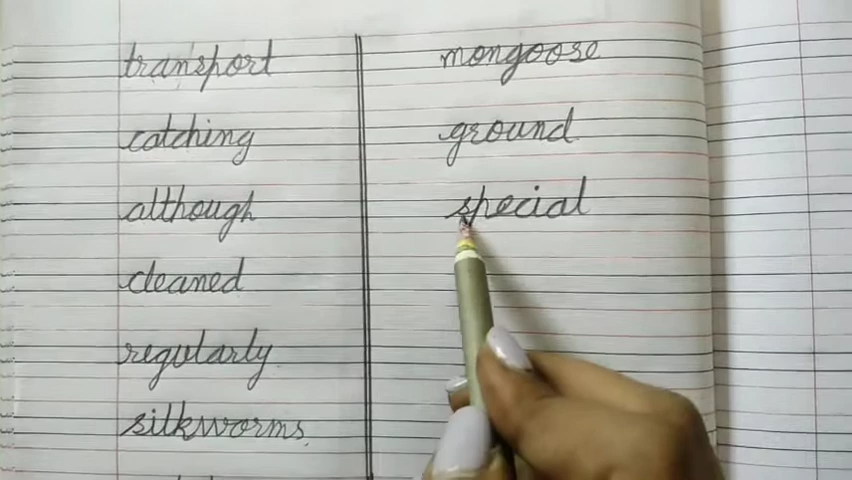 transport
catching
although
cleaned
regularly
silkworms
mongoose
ground
special